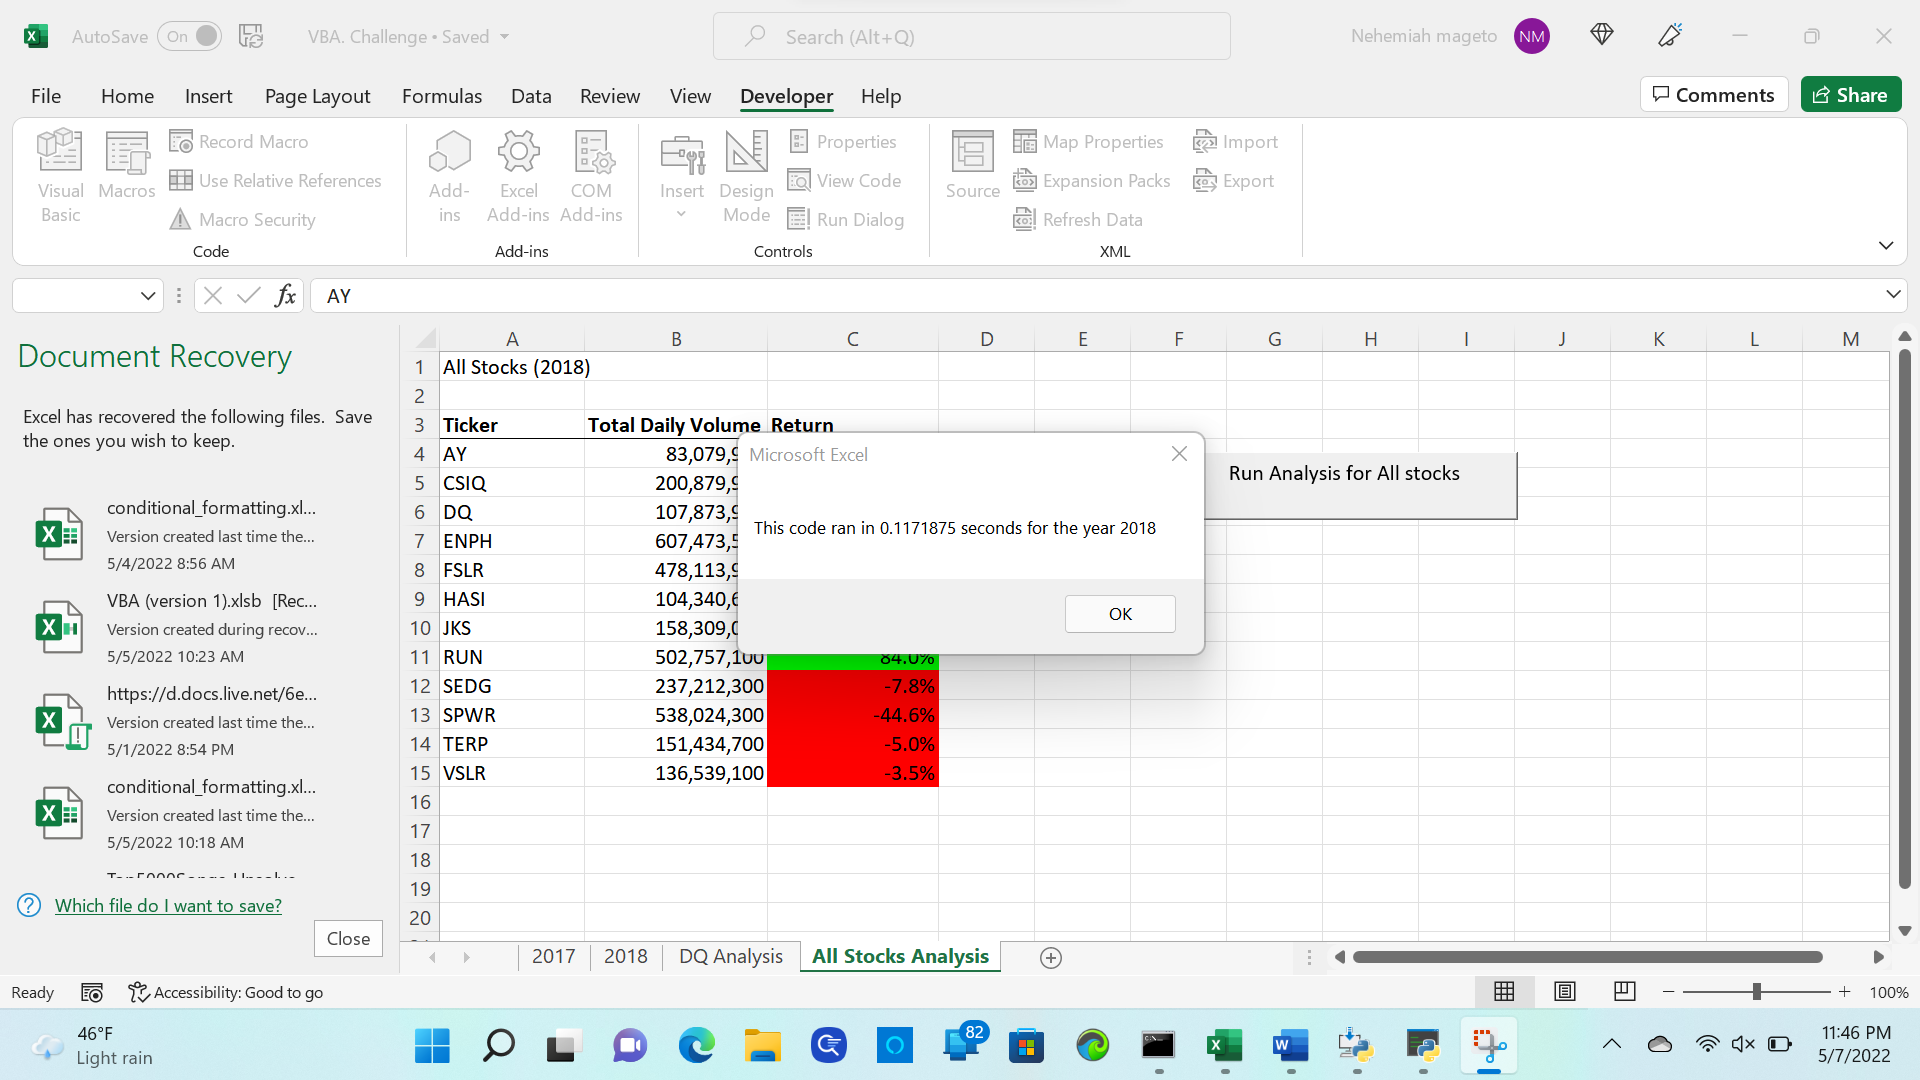 AutoSave On VBA. Challenge • Saved Search (Alt+Q) Nehemiah mageto NM
File Home Insert Page Layout Formulas Data Review View Developer Help Comments Share
Visual Basic Macros Record Macro Use Relative References Macro Security
Add-ins Excel Add-ins COM Add-ins
Insert Design Mode Properties View Code Run Dialog
Source Map Properties Expansion Packs Refresh Data Import Export
Code Add-ins Controls XML
fx AY
Document Recovery
Excel has recovered the following files. Save
the ones you wish to keep.
conditional_formatting.xl...
Version created last time the...
5/4/2022 8:56 AM
VBA (version 1).xlsb [Rec...
Version created during recov...
5/5/2022 10:23 AM
https://d.docs.live.net/6e...
Version created last time the...
5/1/2022 8:54 PM
conditional_formatting.xl...
Version created last time the...
5/5/2022 10:18 AM
Which file do I want to save?
Close
A B C D E F G H I J K L M
1 All Stocks (2018)
2
3 Ticker Total Daily Volume Return
4 AY 83,079,9
5 CSIQ 200,879,9
6 DQ 107,873,9
7 ENPH 607,473,5
8 FSLR 478,113,9
9 HASI 104,340,6
10 JKS 158,309,0
11 RUN 502,757,100 84.0%
12 SEDG 237,212,300 -7.8%
13 SPWR 538,024,300 -44.6%
14 TERP 151,434,700 -5.0%
15 VSLR 136,539,100 -3.5%
16
17
18
19
20
Microsoft Excel
This code ran in 0.1171875 seconds for the year 2018
OK
Run Analysis for All stocks
2017 2018 DQ Analysis All Stocks Analysis
Ready Accessibility: Good to go 100%
46°F
Light rain
82
11:46 PM
5/7/2022